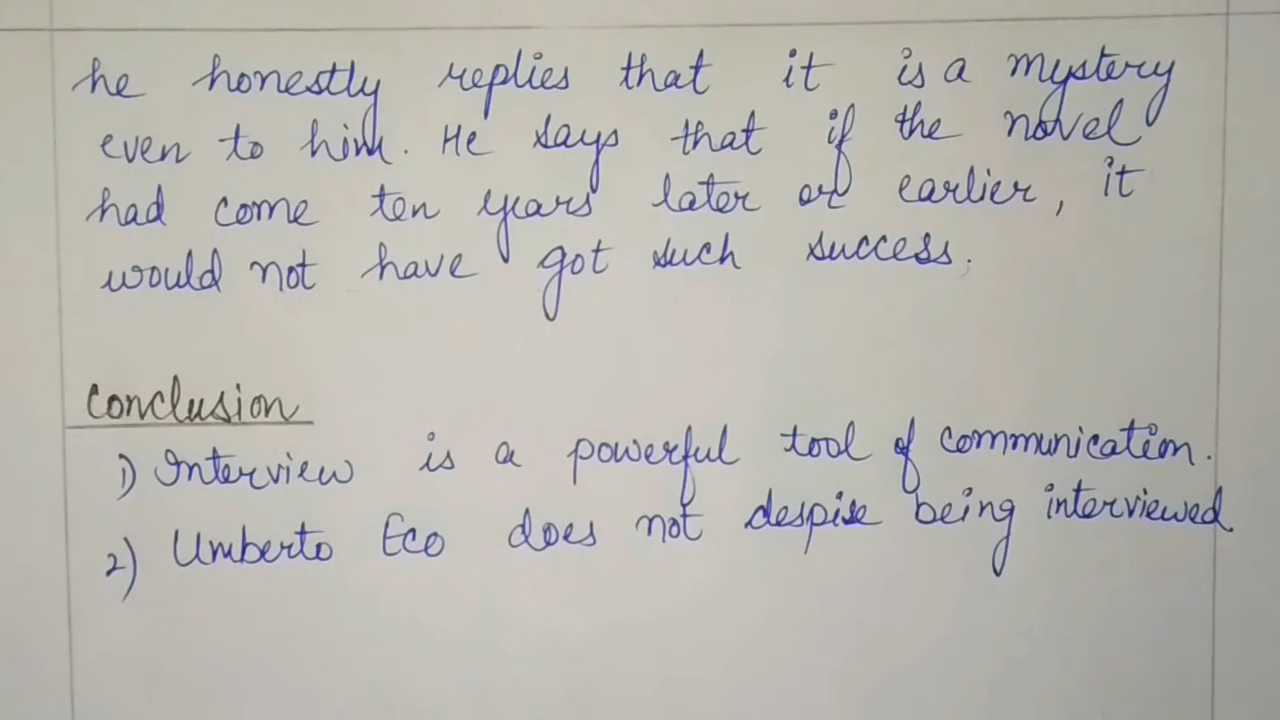 he honestly replies that it is a mystery
even to him. He says that if the novel
had come ten years later or earlier, it
would not have got such success.
Conclusion
1) Interview is a powerful tool of communication.
2) Umberto Eco does not despise being interviewed